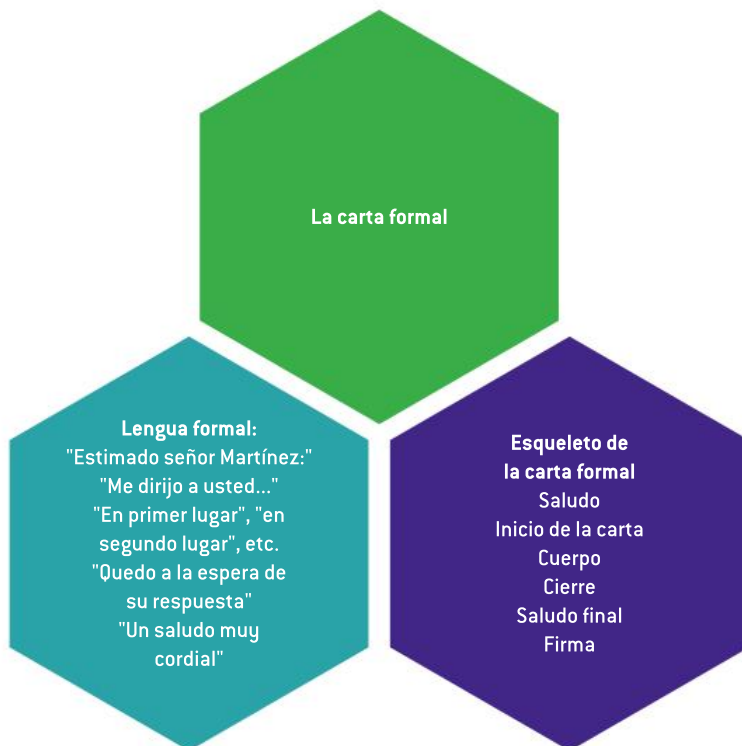 La carta formal
Lengua formal:
"Estimado señor Martínez:"
"Me dirijo a usted..."
"En primer lugar", "en
segundo lugar", etc.
"Quedo a la espera de
su respuesta"
"Un saludo muy
cordial"
Esqueleto de
la carta formal
Saludo
Inicio de la carta
Cuerpo
Cierre
Saludo final
Firma